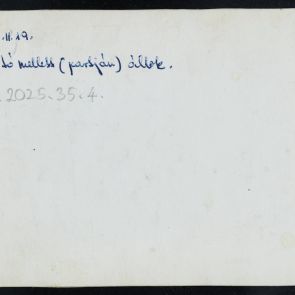 .11.19.
tó mellett (partján) állok.
.2025.35.4.